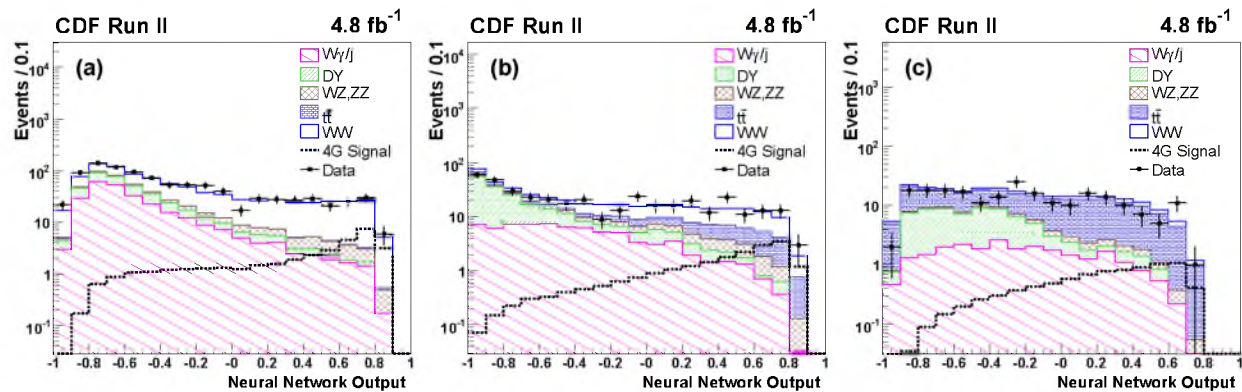 CDF Run II 4.8 fb⁻¹
Events / 0.1
(a)
Wγ/j
DY
WZ,ZZ
tt̄
WW
4G Signal
Data
10⁴
10³
10²
10
1
10⁻¹
-1 -0.8 -0.6 -0.4 -0.2 -0 0.2 0.4 0.6 0.8 1
Neural Network Output
CDF Run II 4.8 fb⁻¹
Events / 0.1
(b)
Wγ/j
DY
WZ,ZZ
tt̄
WW
4G Signal
Data
10⁴
10³
10²
10
1
10⁻¹
-1 -0.8 -0.6 -0.4 -0.2 -0 0.2 0.4 0.6 0.8 1
Neural Network Output
CDF Run II 4.8 fb⁻¹
Events / 0.1
(c)
Wγ/j
DY
WZ,ZZ
tt̄
WW
4G Signal
Data
10³
10²
10
1
10⁻¹
-1 -0.8 -0.6 -0.4 -0.2 -0 0.2 0.4 0.6 0.8 1
Neural Network Output